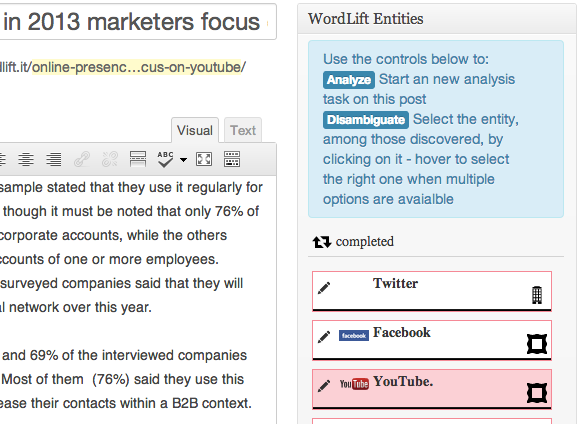 in 2013 marketers focus
lift.it/online-presenc…cus-on-youtube/
Visual Text
ABC
sample stated that they use it regularly for
though it must be noted that only 76% of
corporate accounts, while the others
accounts of one or more employees.
surveyed companies said that they will
al network over this year.
and 69% of the interviewed companies
Most of them (76%) said they use this
ease their contacts within a B2B context.
WordLift Entities
Use the controls below to:
Analyze Start an new analysis
task on this post
Disambiguate Select the entity,
among those discovered, by
clicking on it - hover to select
the right one when multiple
options are avaialble
completed
Twitter
facebook Facebook
YouTube YouTube.